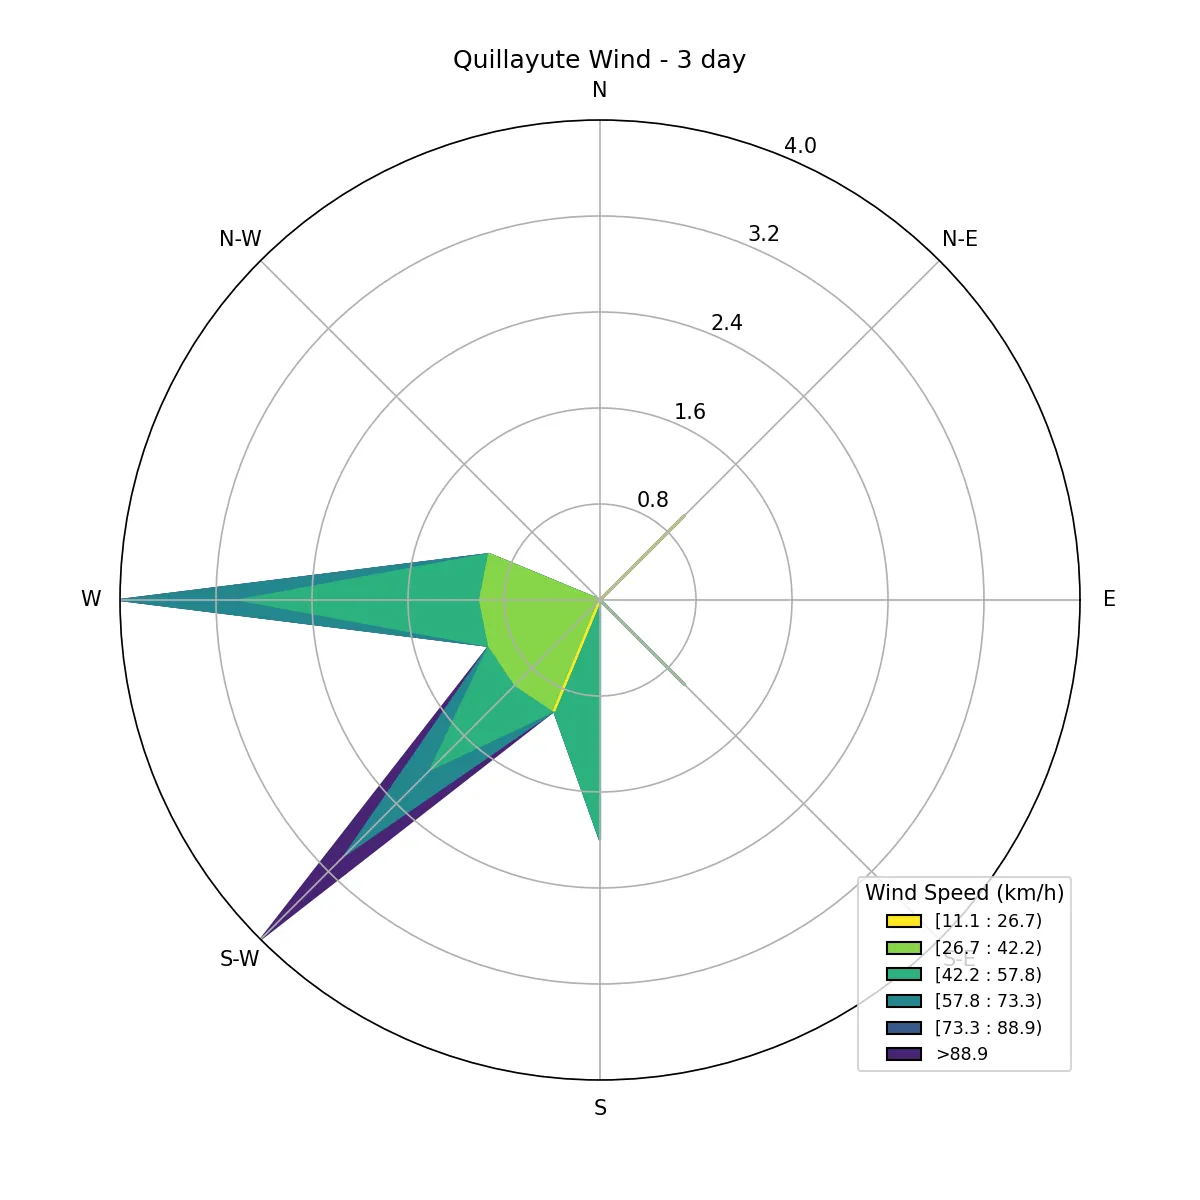 Quillayute Wind - 3 day
N
4.0
N-W
3.2
N-E
2.4
1.6
0.8
W
E
S-W
S-E
S
Wind Speed (km/h)
[11.1 : 26.7)
[26.7 : 42.2)
[42.2 : 57.8)
[57.8 : 73.3)
[73.3 : 88.9)
>88.9